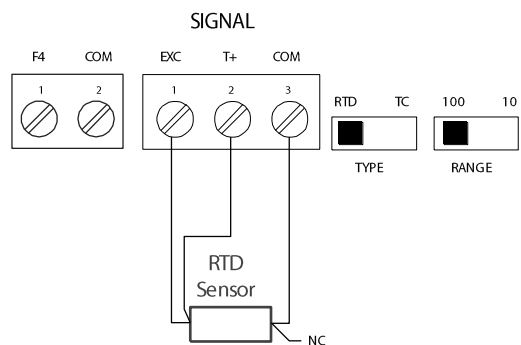 SIGNAL
F4 COM EXC T+ COM
1 2 1 2 3
RTD TC 100 10
TYPE RANGE
RTD
Sensor
NC